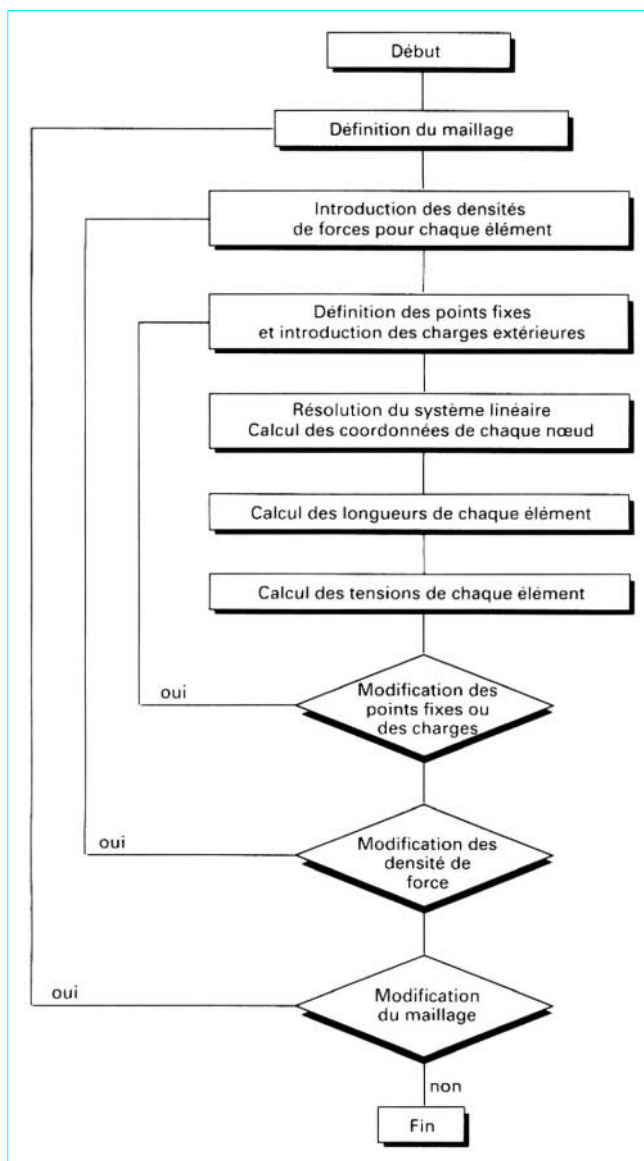 Début
Définition du maillage
Introduction des densités
de forces pour chaque élément
Définition des points fixes
et introduction des charges extérieures
Résolution du système linéaire
Calcul des coordonnées de chaque nœud
Calcul des longueurs de chaque élément
Calcul des tensions de chaque élément
oui
Modification des
points fixes ou
des charges
oui
Modification des
densité de
force
oui
Modification
du maillage
non
Fin